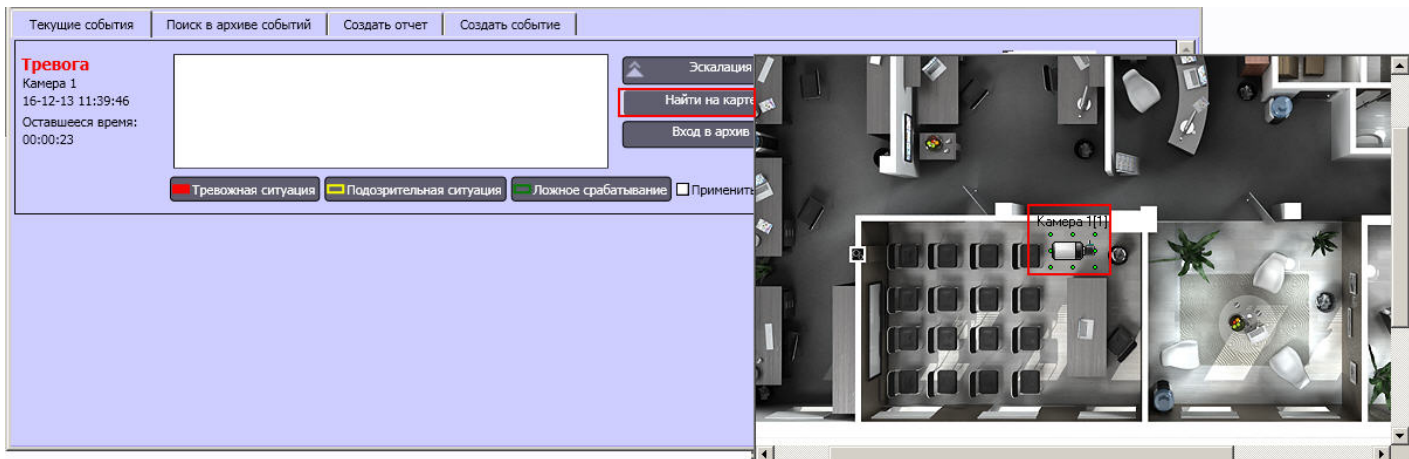 Текущие события
Поиск в архиве событий
Создать отчет
Создать событие
Тревога
Камера 1
16-12-13 11:39:46
Оставшееся время:
00:00:23
Эскалация
Найти на карте
Вход в архив
Тревожная ситуация
Подозрительная ситуация
Ложное срабатывание
Применить
Камера 1[1]